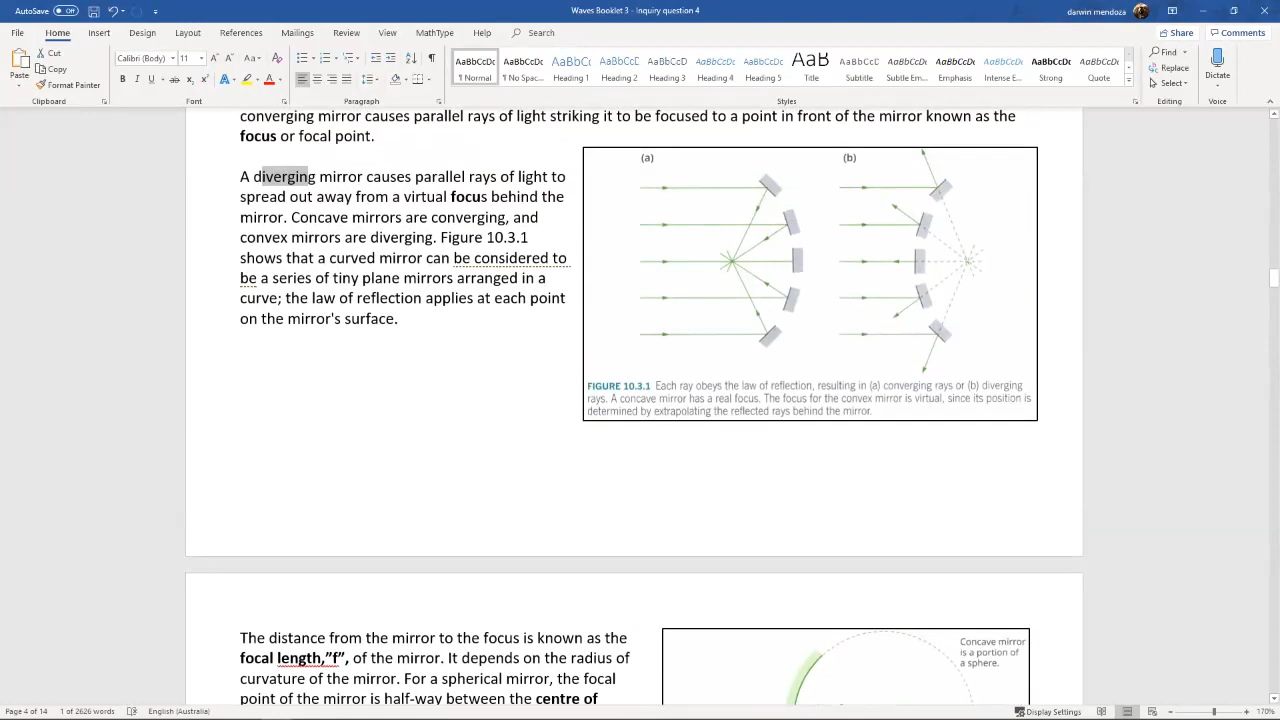 AutoSave Off
Waves Booklet 3 - Inquiry question 4
darwin mendoza
File Home Insert Design Layout References Mailings Review View MathType Help Search
Share Comments
Paste
Cut
Copy
Format Painter
Clipboard
Calibri (Body) 11
Font
Paragraph
AaBbCcDc AaBbCcDc AaBbCc AaBbCcD AaBbCcD AaBbCcDc AaBbCcDc AaB AaBbCcD AaBbCcDc AaBbCcDc AaBbCcDc AaBbCcDc AaBbCcDc
¶ Normal ¶ No Spac... Heading 1 Heading 2 Heading 3 Heading 4 Heading 5 Title Subtitle Subtle Em... Emphasis Intense E... Strong Quote
Styles
Find
Replace
Select
Editing
Dictate
Voice
converging mirror causes parallel rays of light striking it to be focused to a point in front of the mirror known as the
focus or focal point.
A diverging mirror causes parallel rays of light to
spread out away from a virtual focus behind the
mirror. Concave mirrors are converging, and
convex mirrors are diverging. Figure 10.3.1
shows that a curved mirror can be considered to
be a series of tiny plane mirrors arranged in a
curve; the law of reflection applies at each point
on the mirror's surface.
(a) (b)
FIGURE 10.3.1 Each ray obeys the law of reflection, resulting in (a) converging rays or (b) diverging
rays. A concave mirror has a real focus. The focus for the convex mirror is virtual, since its position is
determined by extrapolating the reflected rays behind the mirror.
The distance from the mirror to the focus is known as the
focal length,”f”, of the mirror. It depends on the radius of
curvature of the mirror. For a spherical mirror, the focal
point of the mirror is half-way between the centre of
Concave mirror
is a portion of
a sphere.
Page 4 of 14 1 of 2626 words English (Australia)
Display Settings 170%